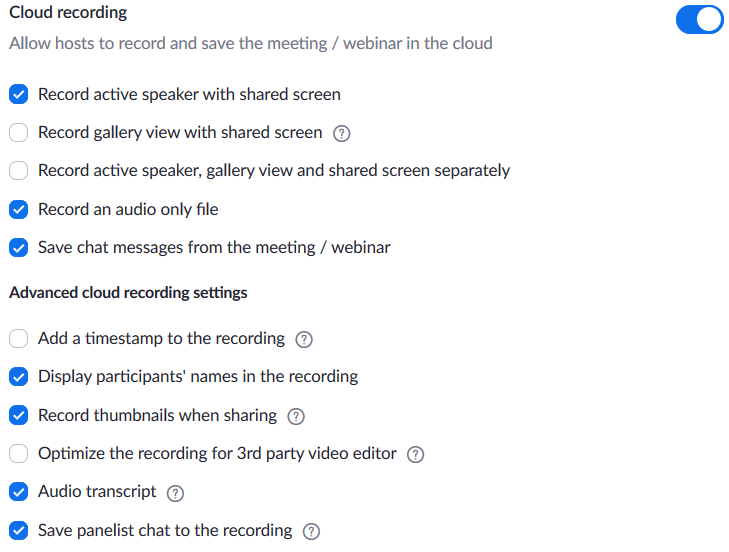 Cloud recording
Allow hosts to record and save the meeting / webinar in the cloud
Record active speaker with shared screen
Record gallery view with shared screen ?
Record active speaker, gallery view and shared screen separately
Record an audio only file
Save chat messages from the meeting / webinar
Advanced cloud recording settings
Add a timestamp to the recording ?
Display participants' names in the recording
Record thumbnails when sharing ?
Optimize the recording for 3rd party video editor ?
Audio transcript ?
Save panelist chat to the recording ?